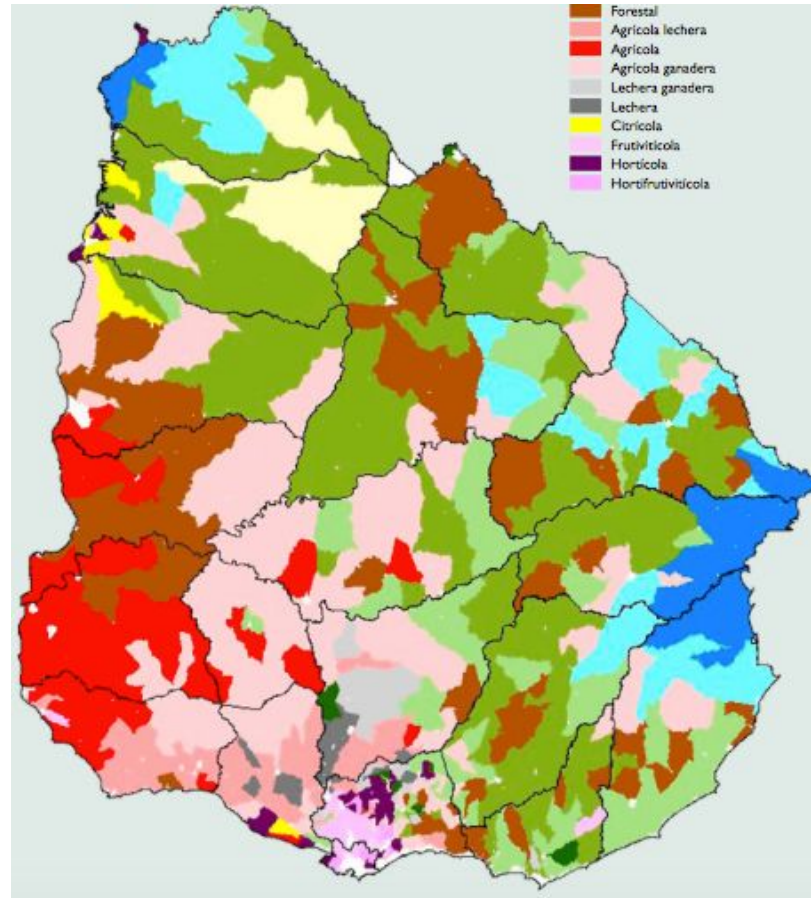 Forestal
Agrícola lechera
Agrícola
Agrícola ganadera
Lechera ganadera
Lechera
Citrícola
Frutivitícola
Hortícola
Hortifrutivitícola